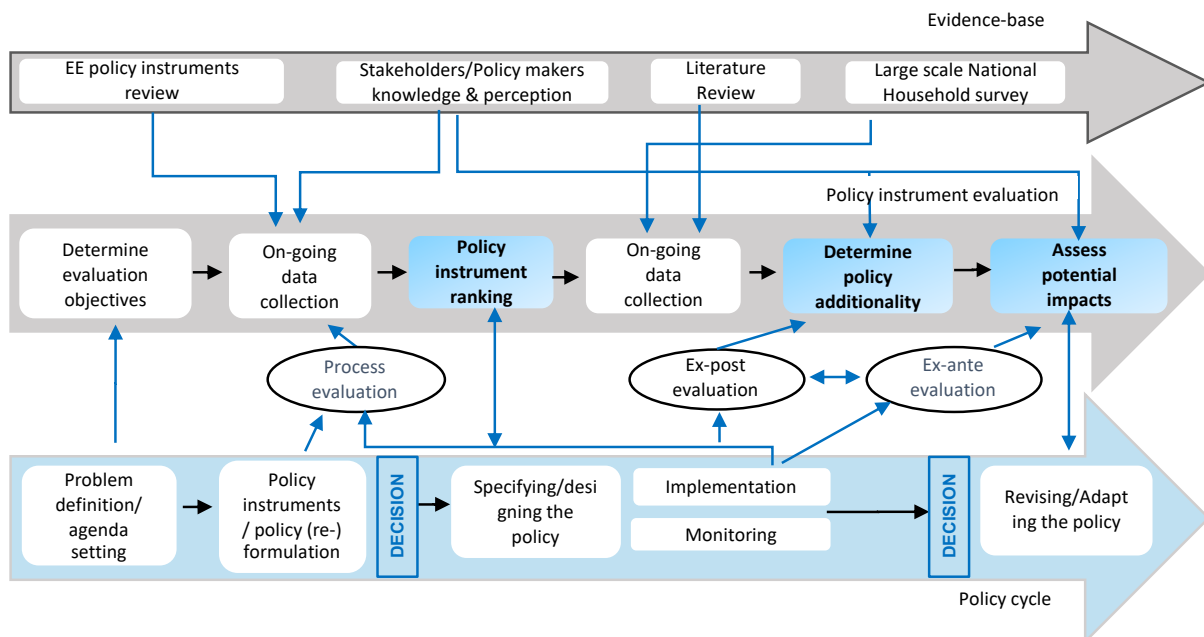 Evidence-base
EE policy instruments
review
Stakeholders/Policy makers
knowledge & perception
Literature
Review
Large scale National
Household survey
Policy instrument evaluation
Determine
evaluation
objectives
On-going
data
collection
Policy
instrument
ranking
On-going
data
collection
Determine
policy
additionality
Assess
potential
impacts
Process
evaluation
Ex-post
evaluation
Ex-ante
evaluation
Problem
definition/
agenda
setting
Policy
instruments
/ policy (re-)
formulation
DECISION
Specifying/desi
gning the
policy
Implementation
Monitoring
DECISION
Revising/Adapt
ing the policy
Policy cycle